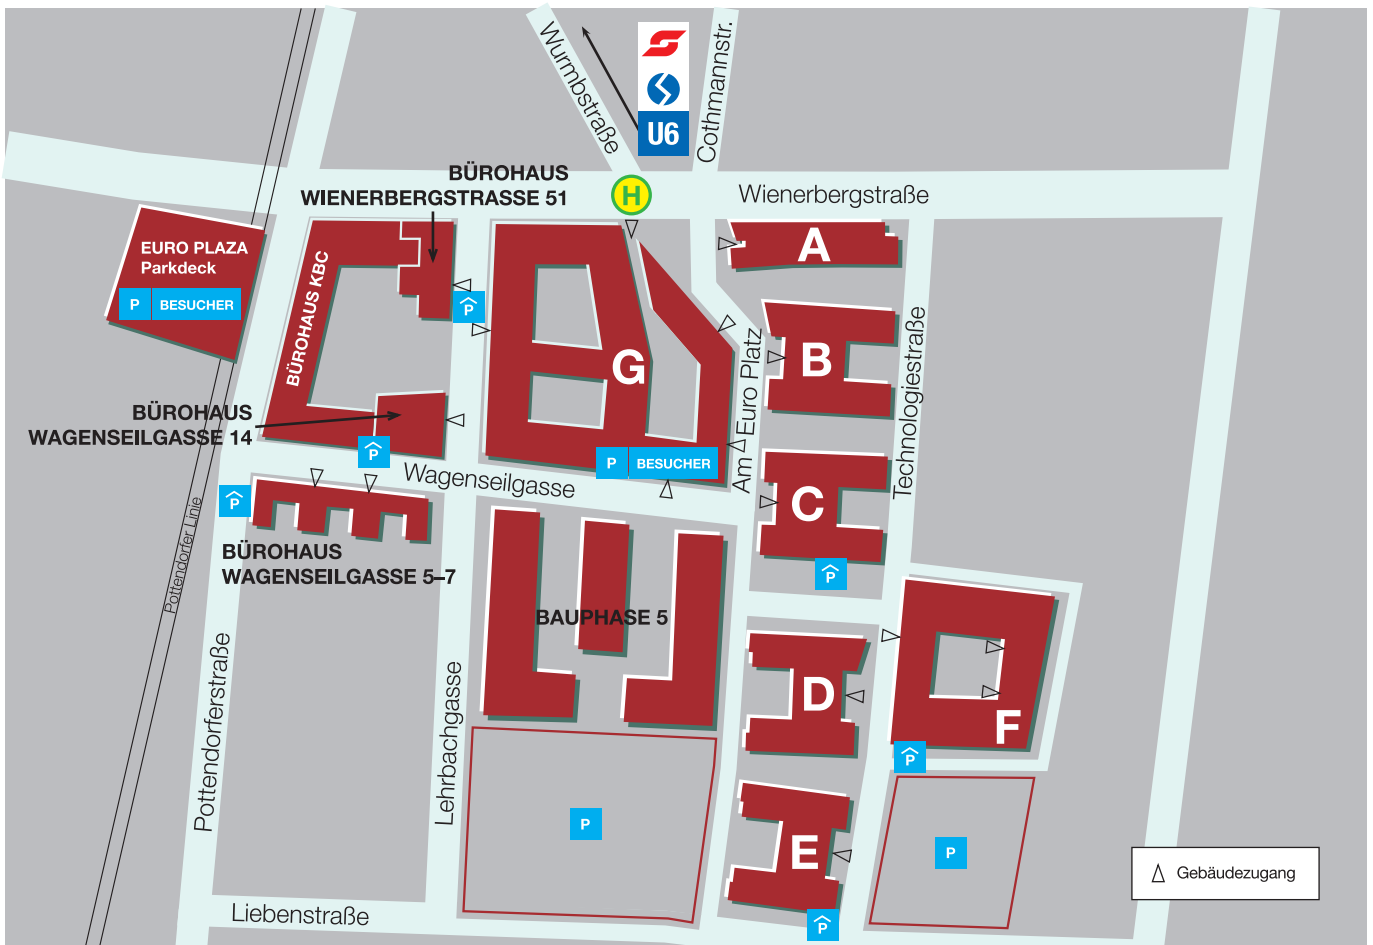 Wurmbstraße
U6
Cothmannstr.
BÜROHAUS
WIENERBERGSTRASSE 51
H
Wienerbergstraße
EURO PLAZA
Parkdeck
P BESUCHER
BÜROHAUS KBC
P
A
G
B
Am Euro Platz
Technologiestraße
BÜROHAUS
WAGENSEILGASSE 14
P
P BESUCHER
Wagenseilgasse
P
C
Pottendorfer Linie
BÜROHAUS
WAGENSEILGASSE 5–7
P
BAUPHASE 5
D
F
P
Pottendorferstraße
Lehrbachgasse
P
E
P
Gebäudezugang
Liebenstraße
P